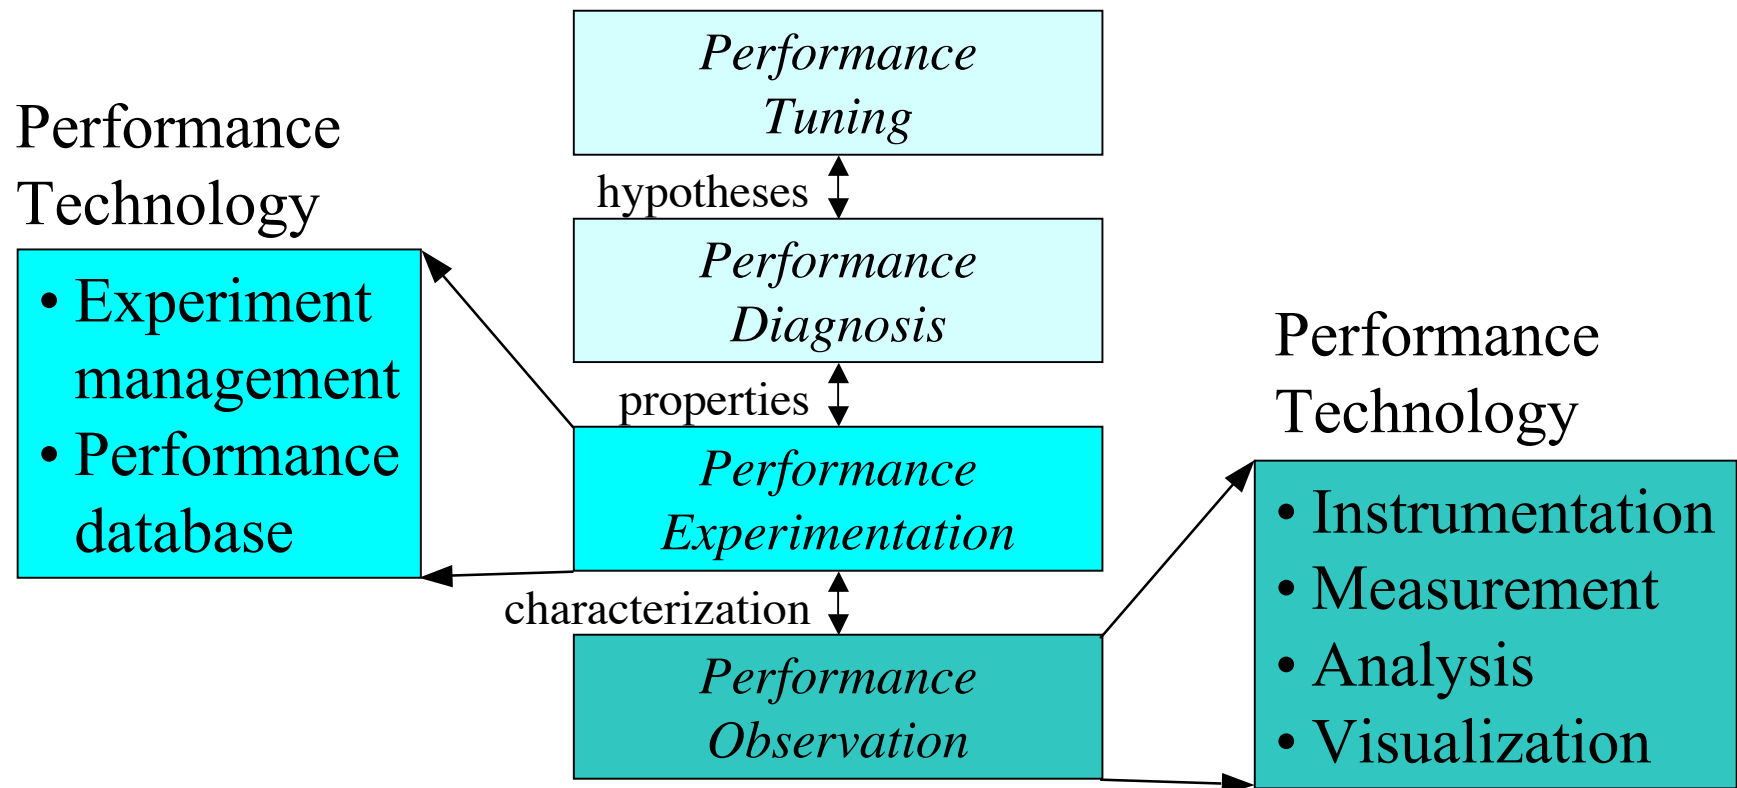 Performance
Tuning
hypotheses
Performance
Diagnosis
properties
Performance
Experimentation
characterization
Performance
Observation
Performance
Technology
• Experiment
management
• Performance
database
Performance
Technology
• Instrumentation
• Measurement
• Analysis
• Visualization